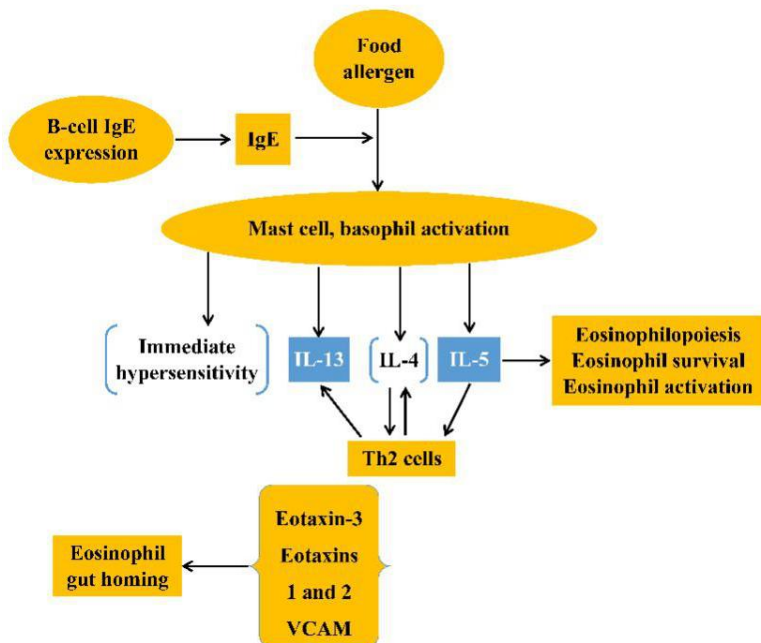 Food
allergen
B-cell IgE
expression
IgE
Mast cell, basophil activation
Immediate
hypersensitivity
IL-13
IL-4
IL-5
Eosinophilopoiesis
Eosinophil survival
Eosinophil activation
Th2 cells
Eotaxin-3
Eotaxins
1 and 2
VCAM
Eosinophil
gut homing